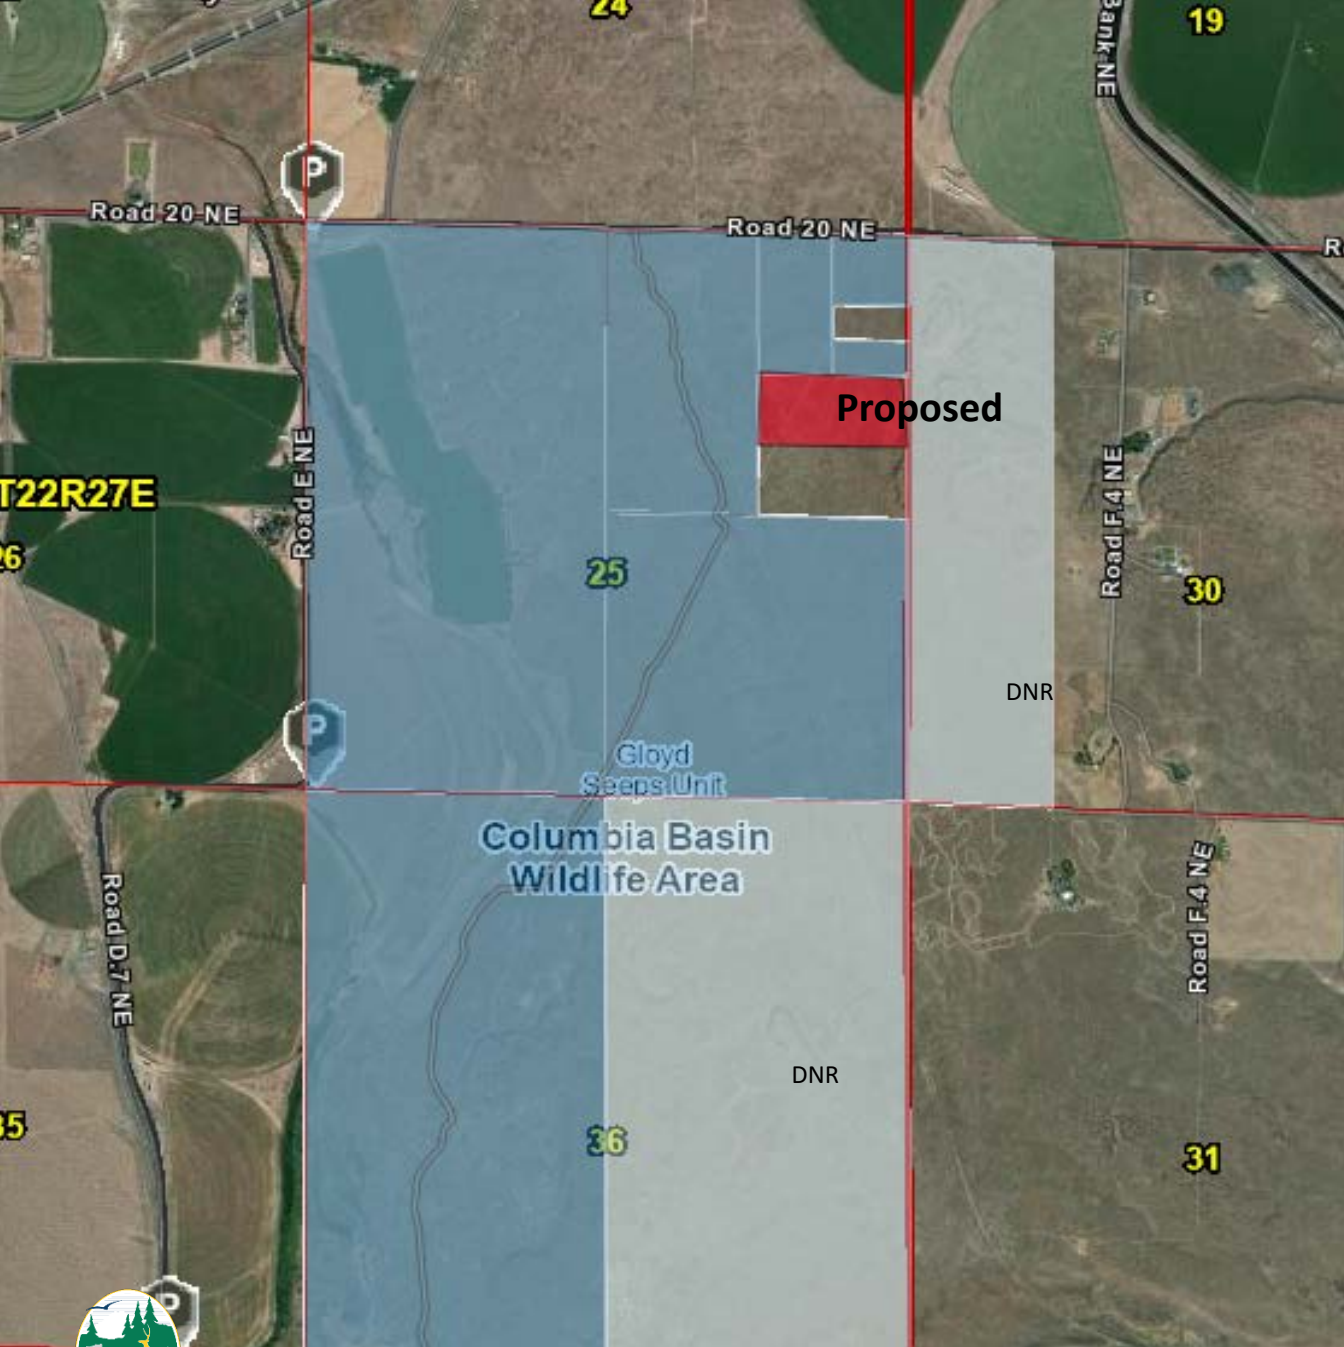 24
19
Bank NE
P
Road 20 NE
Road 20 NE
R
Proposed
Road E NE
T22R27E
26
25
Road F.4 NE
30
DNR
P
Gloyd
Seeps Unit
Columbia Basin
Wildlife Area
Road D.7 NE
Road F.4 NE
DNR
35
36
31
P